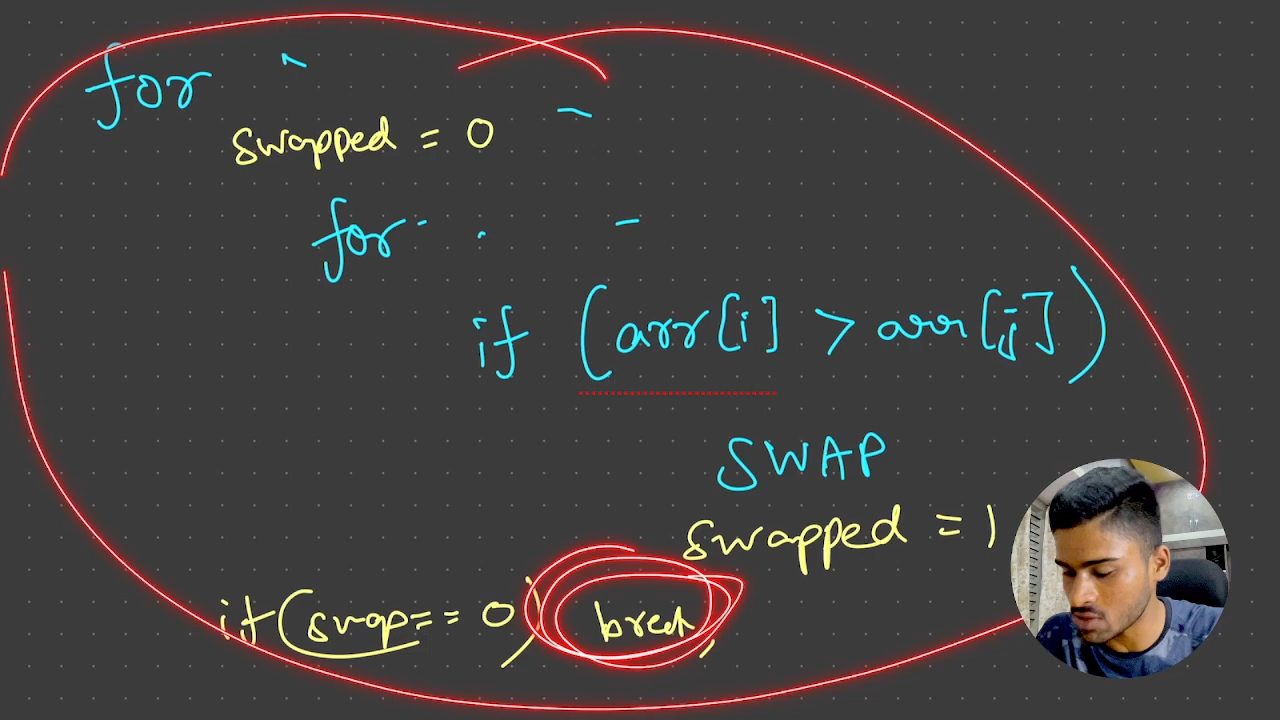 for
swapped = 0
for
if (arr[i] > arr[j])
SWAP
swapped = 1
if (swap == 0) break;